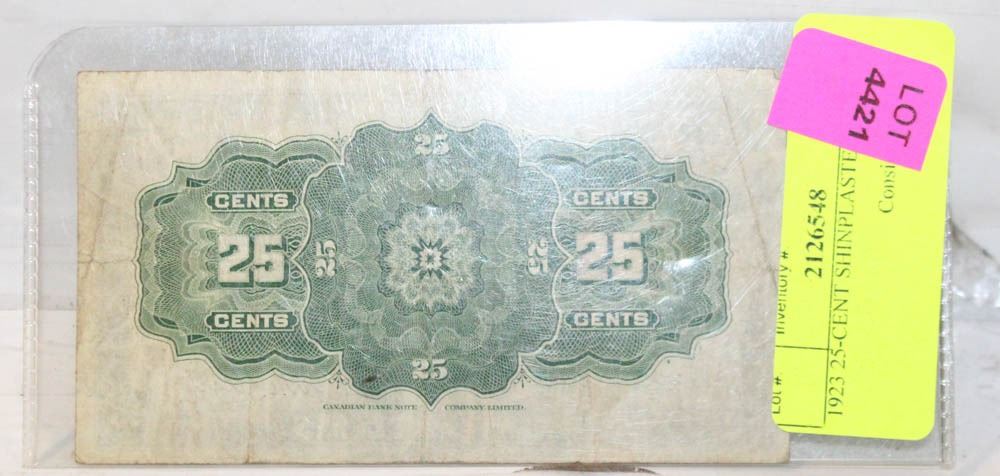 25
CENTS CENTS
25 25 25 25
CENTS CENTS
25
CANADIAN BANK NOTE COMPANY, LIMITED.
LOT
4421
Lot #:
Inventory #
2126548
1923 25-CENT SHINPLASTE
Consi